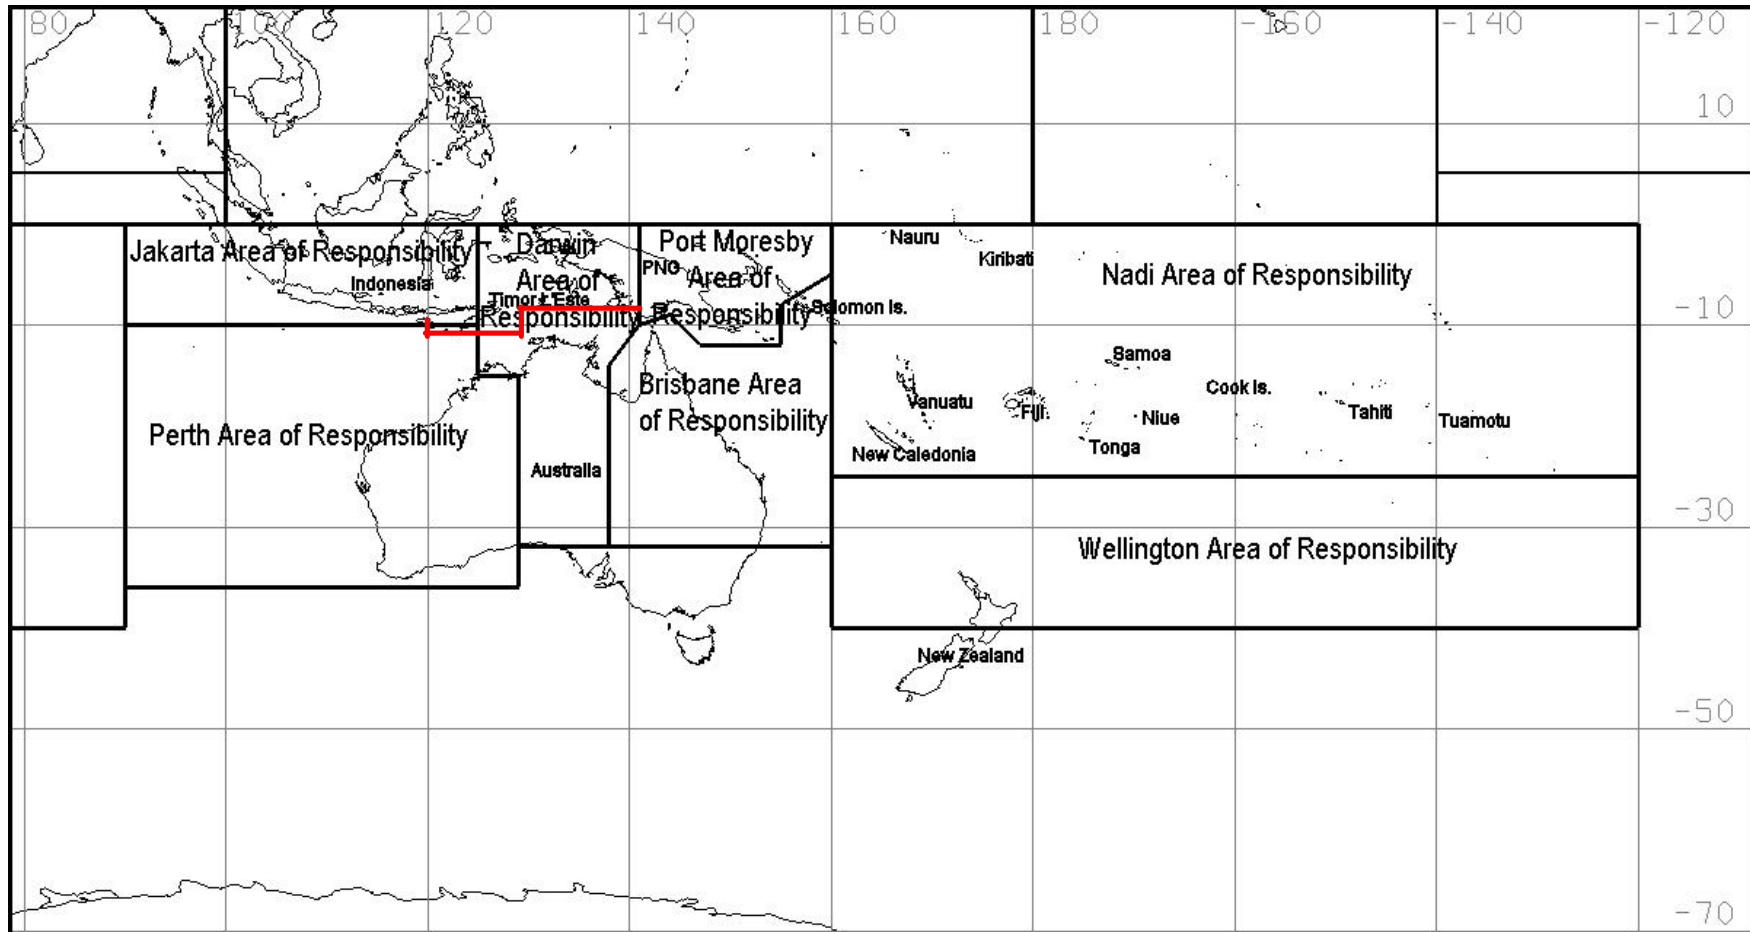 80 100 120 140 160 180 -160 -140 -120
10
Nauru
Kiribati
Jakarta Area of Responsibility
Indonesia
Darwin
Area of
Timor L'Este
Responsibility
Port Moresby
PNG
Area of
Responsibility
Solomon Is.
Nadi Area of Responsibility
-10
Samoa
Cook Is.
Vanuatu
Fiji
Niue
Tahiti
Tuamotu
Tonga
New Caledonia
Perth Area of Responsibility
Brisbane Area
of Responsibility
Australia
-30
Wellington Area of Responsibility
New Zealand
-50
-70